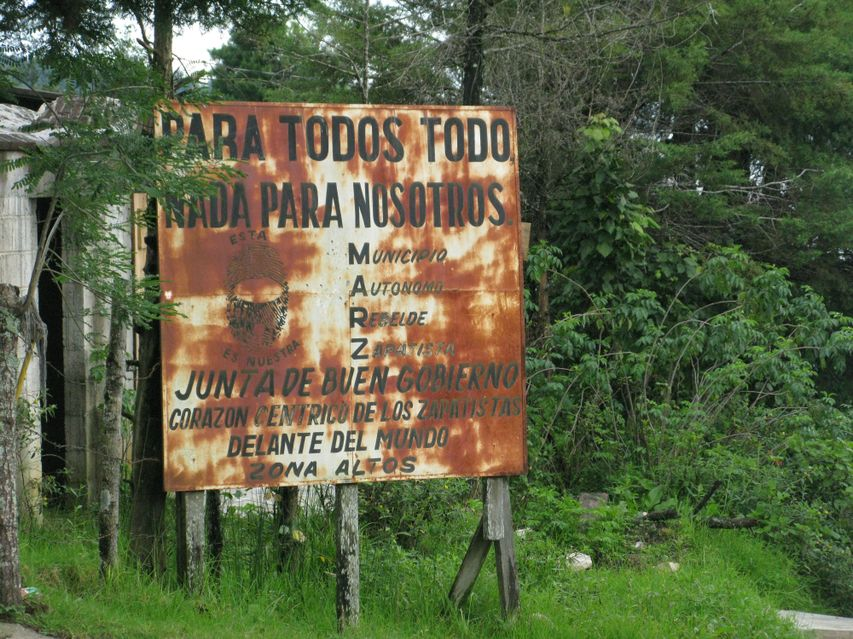 PARA TODOS TODO
NADA PARA NOSOTROS.
ESTA
ES NUESTRA
MUNICIPIO
AUTONOMO
REBELDE
ZAPATISTA
JUNTA DE BUEN GOBIERNO
CORAZON CENTRICO DE LOS ZAPATISTAS
DELANTE DEL MUNDO
ZONA ALTOS